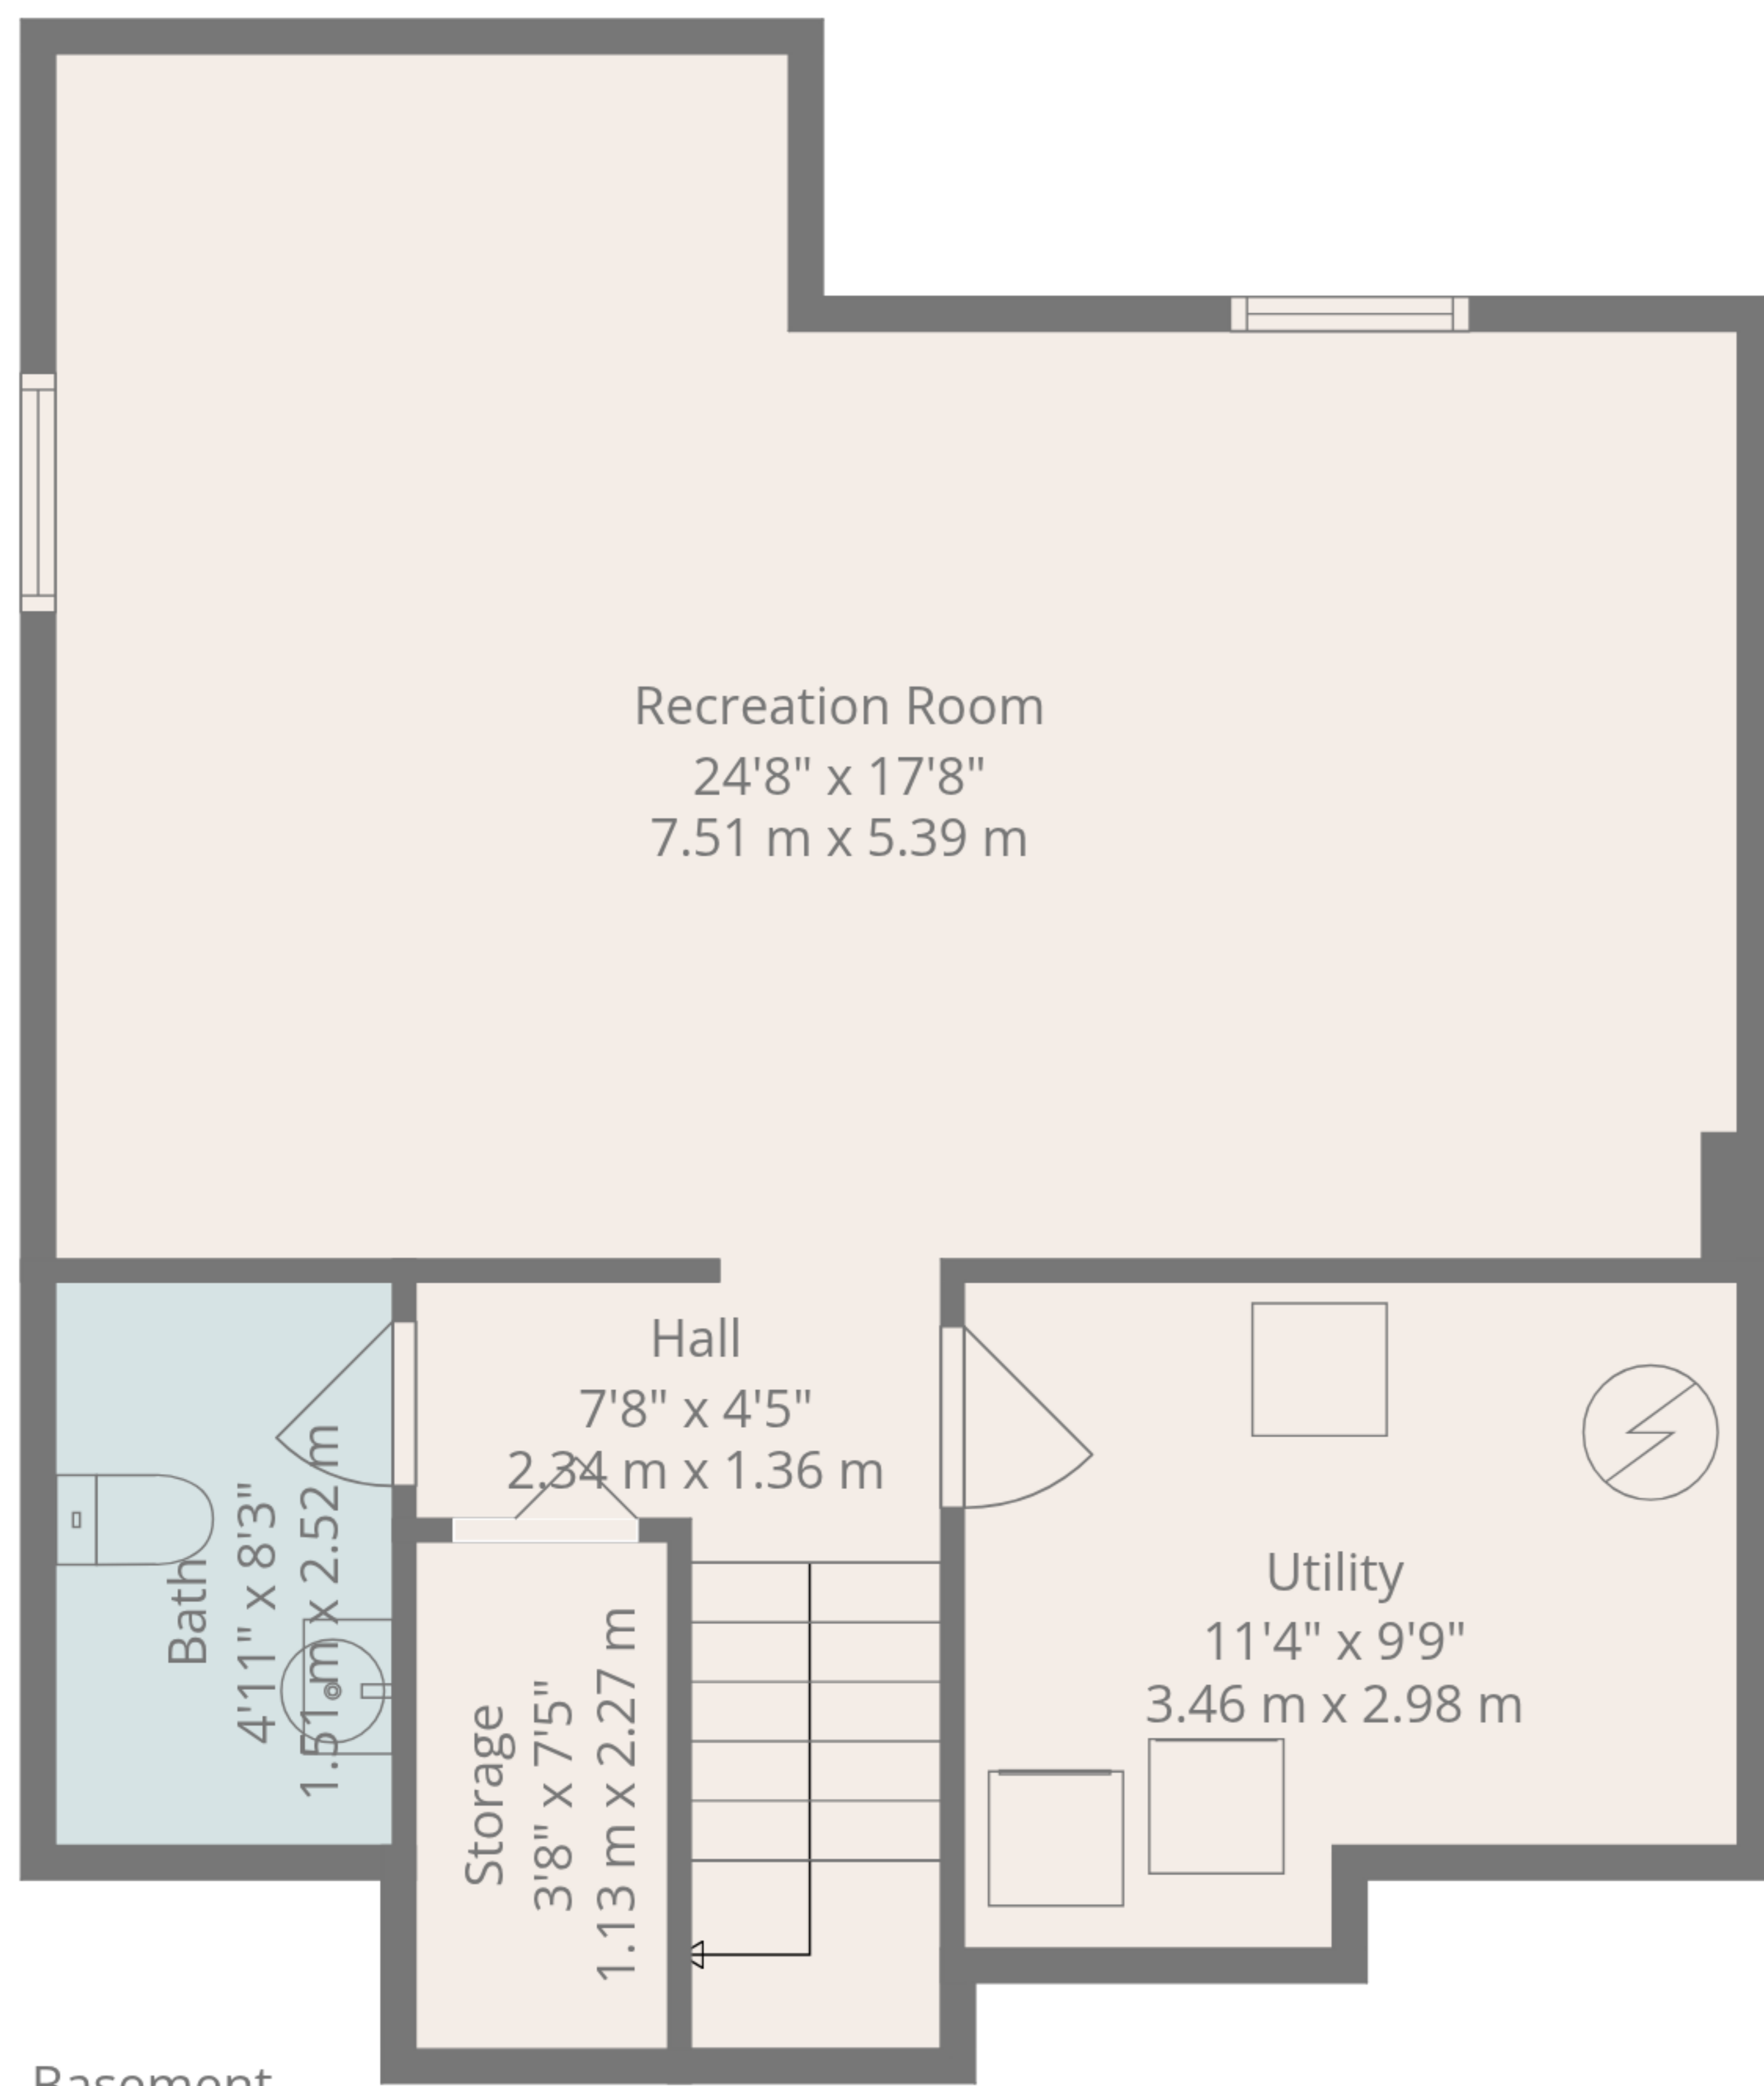 Recreation Room
24'8" x 17'8"
7.51 m x 5.39 m
Hall
7'8" x 4'5"
2.34 m x 1.36 m
Bath
4'11" x 8'3"
1.51 m x 2.52 m
Utility
11'4" x 9'9"
3.46 m x 2.98 m
Storage
3'8" x 7'5"
1.13 m x 2.27 m
Basement